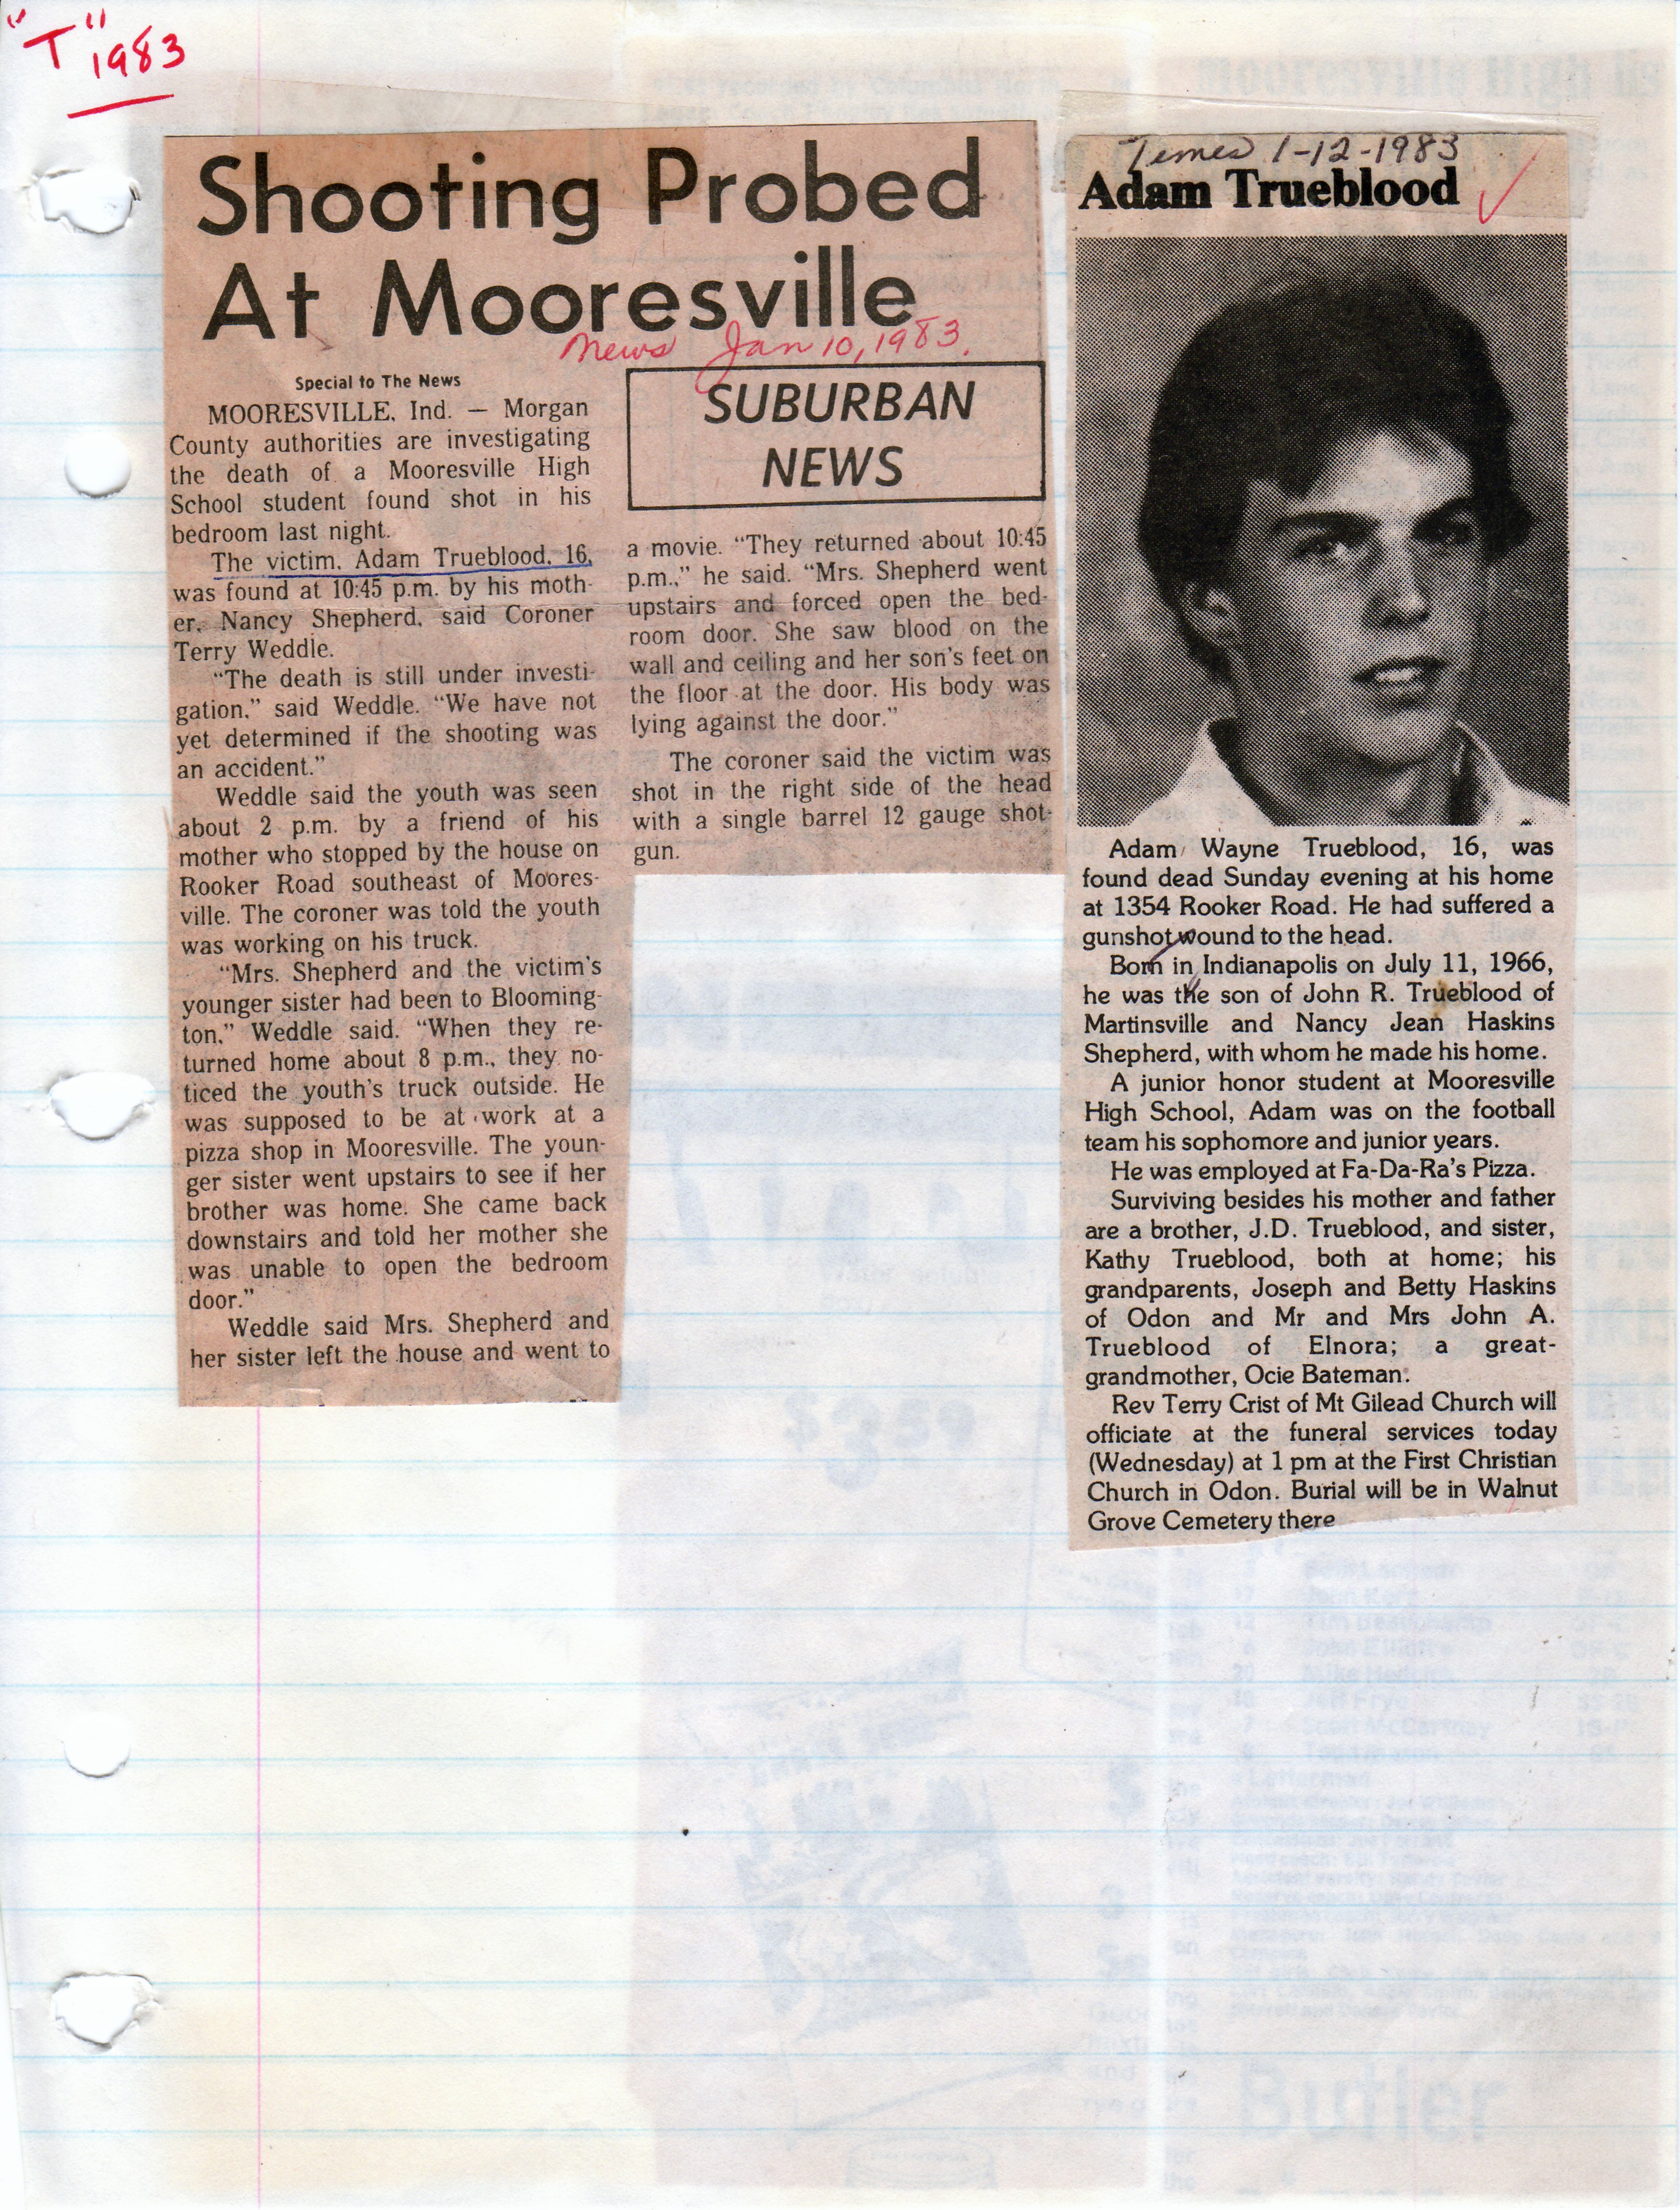 "T" 1983
Shooting Probed
At Mooresville
News Jan 10, 1983.
Special to The News
MOORESVILLE, Ind. — Morgan
County authorities are investigating
the death of a Mooresville High
School student found shot in his
bedroom last night.
The victim, Adam Trueblood, 16,
was found at 10:45 p.m. by his moth-
er, Nancy Shepherd, said Coroner
Terry Weddle.
"The death is still under investi-
gation," said Weddle. "We have not
yet determined if the shooting was
an accident."
Weddle said the youth was seen
about 2 p.m. by a friend of his
mother who stopped by the house on
Rooker Road southeast of Moores-
ville. The coroner was told the youth
was working on his truck.
"Mrs. Shepherd and the victim's
younger sister had been to Blooming-
ton," Weddle said. "When they re-
turned home about 8 p.m., they no-
ticed the youth's truck outside. He
was supposed to be at work at a
pizza shop in Mooresville. The youn-
ger sister went upstairs to see if her
brother was home. She came back
downstairs and told her mother she
was unable to open the bedroom
door."
Weddle said Mrs. Shepherd and
her sister left the house and went to
SUBURBAN
NEWS
a movie. "They returned about 10:45
p.m.," he said. "Mrs. Shepherd went
upstairs and forced open the bed-
room door. She saw blood on the
wall and ceiling and her son's feet on
the floor at the door. His body was
lying against the door."
The coroner said the victim was
shot in the right side of the head
with a single barrel 12 gauge shot-
gun.
Times 1-12-1983
Adam Trueblood
Adam Wayne Trueblood, 16, was
found dead Sunday evening at his home
at 1354 Rooker Road. He had suffered a
gunshot wound to the head.
Born in Indianapolis on July 11, 1966,
he was the son of John R. Trueblood of
Martinsville and Nancy Jean Haskins
Shepherd, with whom he made his home.
A junior honor student at Mooresville
High School, Adam was on the football
team his sophomore and junior years.
He was employed at Fa-Da-Ra's Pizza.
Surviving besides his mother and father
are a brother, J.D. Trueblood, and sister,
Kathy Trueblood, both at home; his
grandparents, Joseph and Betty Haskins
of Odon and Mr and Mrs John A.
Trueblood of Elnora; a great-
grandmother, Ocie Bateman.
Rev Terry Crist of Mt Gilead Church will
officiate at the funeral services today
(Wednesday) at 1 pm at the First Christian
Church in Odon. Burial will be in Walnut
Grove Cemetery there
Butler